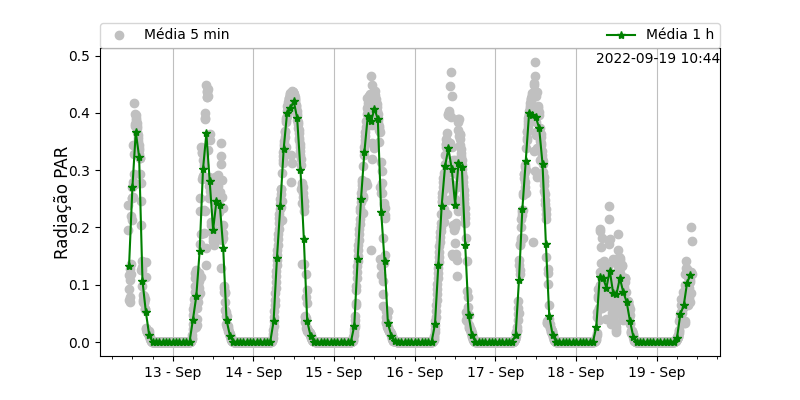 Média 5 min
Média 1 h
2022-09-19 10:44
Radiação PAR
0.5
0.4
0.3
0.2
0.1
0.0
13 - Sep
14 - Sep
15 - Sep
16 - Sep
17 - Sep
18 - Sep
19 - Sep